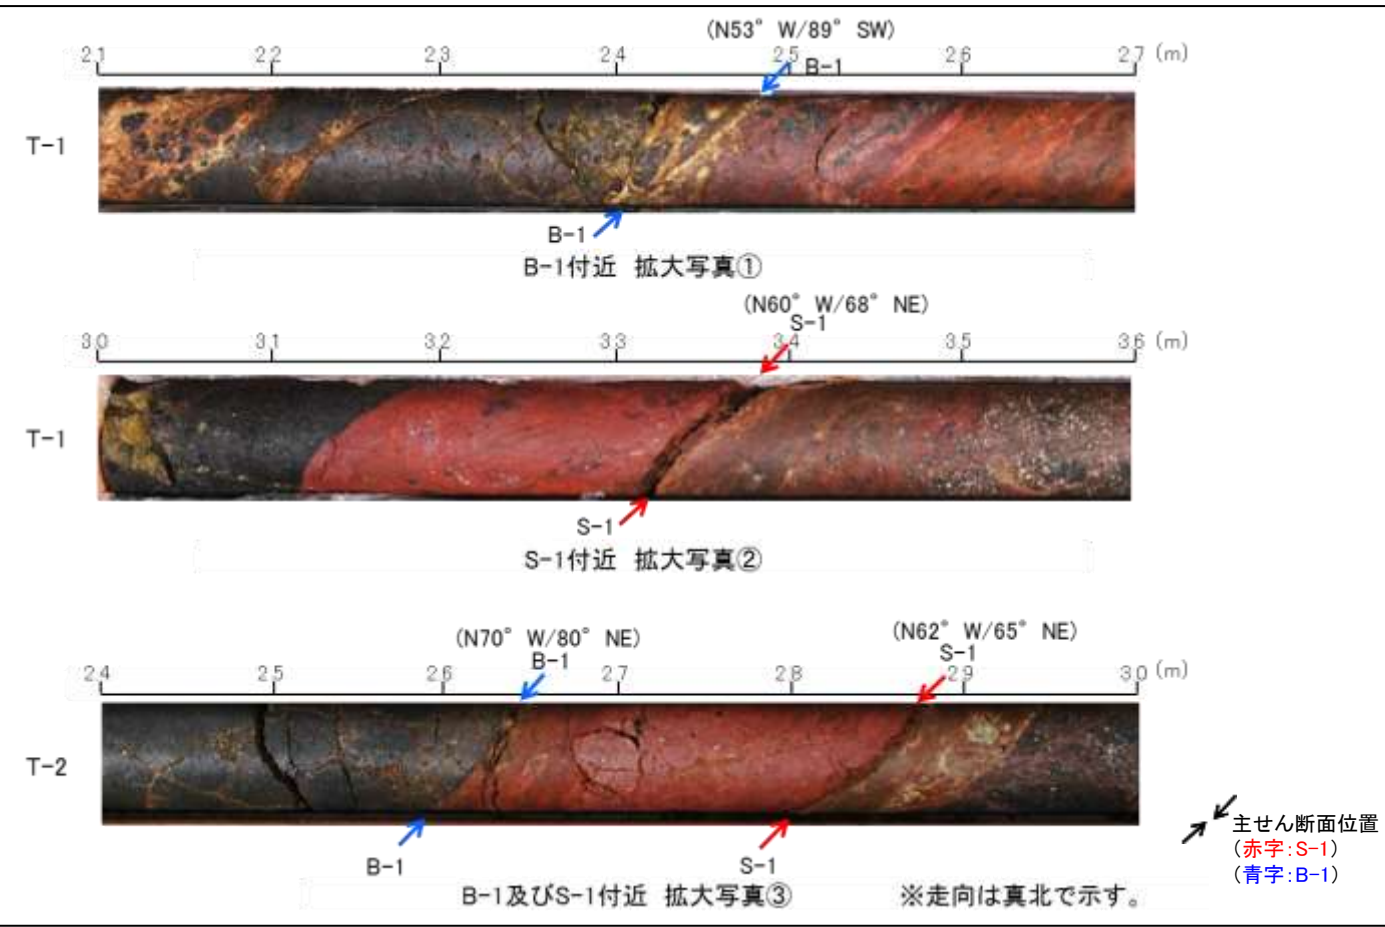 (N53°W/89°SW)
2.1 2.2 2.3 2.4 2.5 2.6 2.7 (m)
B-1
T-1
B-1
B-1付近 拡大写真①
(N60°W/68°NE)
S-1
3.0 3.1 3.2 3.3 3.4 3.5 3.6 (m)
T-1
S-1
S-1付近 拡大写真②
(N70°W/80°NE) (N62°W/65°NE)
B-1 S-1
2.4 2.5 2.6 2.7 2.8 2.9 3.0 (m)
T-2
B-1 S-1
B-1及びS-1付近 拡大写真③ ※走向は真北で示す。
主せん断面位置
(赤字:S-1)
(青字:B-1)